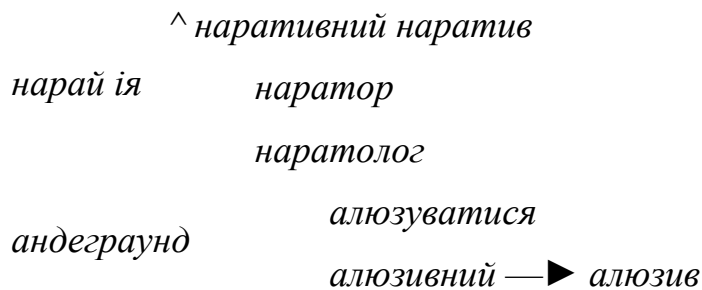 ^ наративний наратив
нарай ія наратор
наратолог
алюзуватися
андеграунд
алюзивний —► алюзив